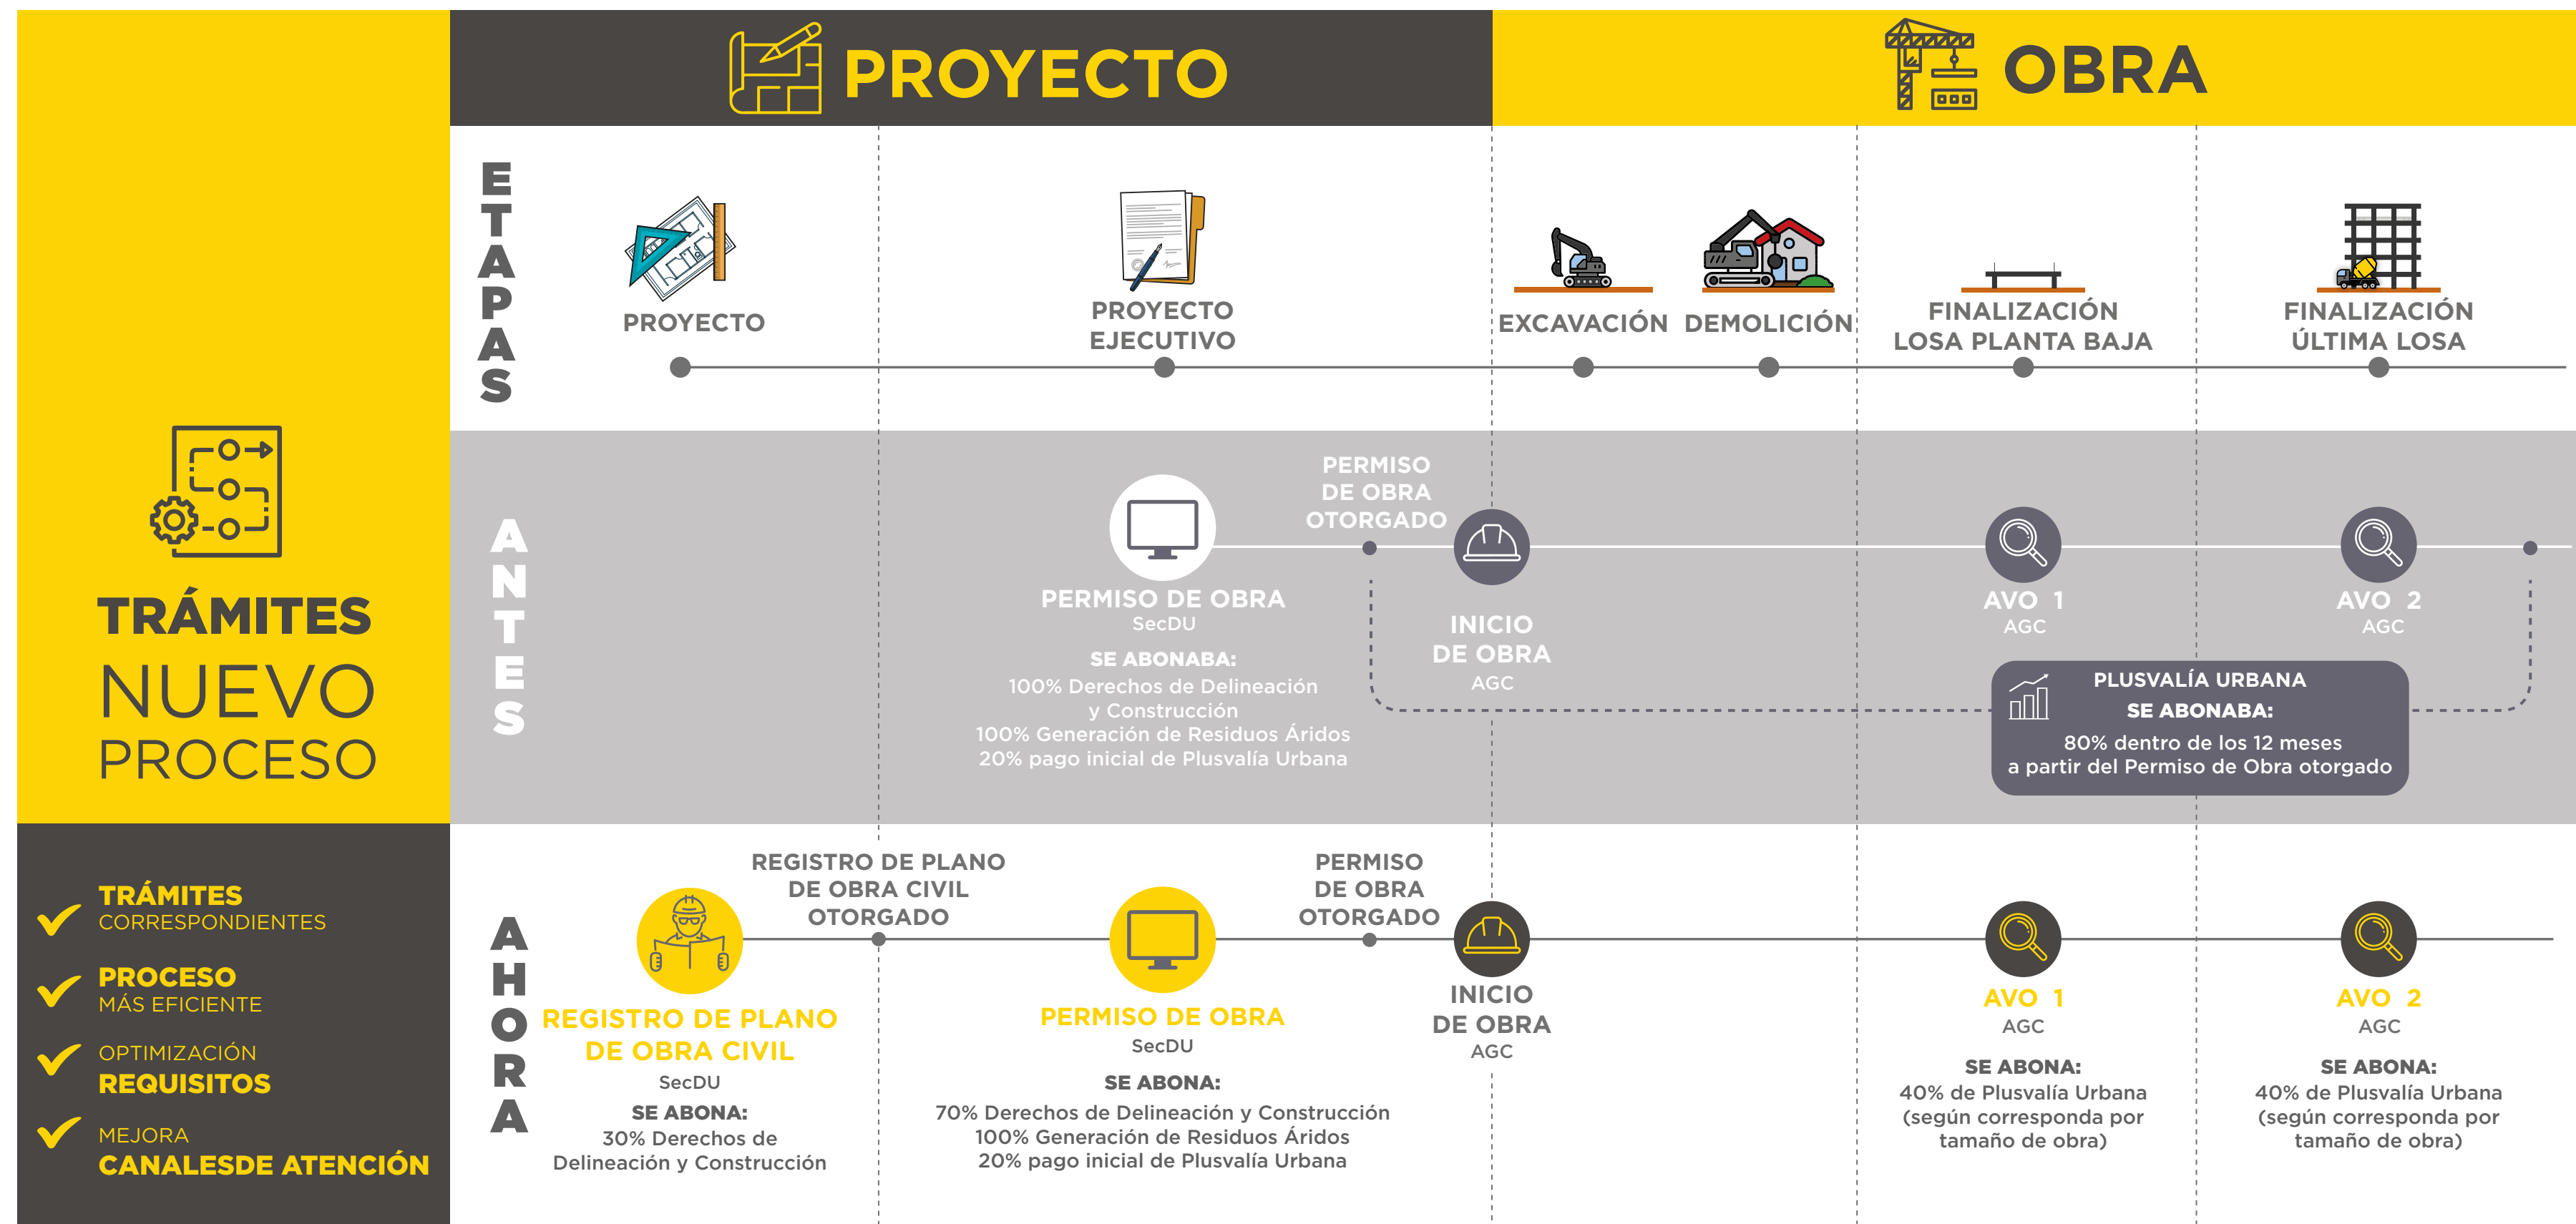 PROYECTO
OBRA
ETAPAS
PROYECTO
PROYECTO
EJECUTIVO
EXCAVACIÓN
DEMOLICIÓN
FINALIZACIÓN
LOSA PLANTA BAJA
FINALIZACIÓN
ÚLTIMA LOSA
TRÁMITES
NUEVO
PROCESO
ANTES
PERMISO DE OBRA
SecDU
SE ABONABA:
100% Derechos de Delineación
y Construcción
100% Generación de Residuos Áridos
20% pago inicial de Plusvalía Urbana
PERMISO
DE OBRA
OTORGADO
INICIO
DE OBRA
AGC
AVO 1
AGC
AVO 2
AGC
PLUSVALÍA URBANA
SE ABONABA:
80% dentro de los 12 meses
a partir del Permiso de Obra otorgado
TRÁMITES
CORRESPONDIENTES
PROCESO
MÁS EFICIENTE
OPTIMIZACIÓN
REQUISITOS
MEJORA
CANALESDE ATENCIÓN
AHORA
REGISTRO DE PLANO
DE OBRA CIVIL
SecDU
SE ABONA:
30% Derechos de
Delineación y Construcción
REGISTRO DE PLANO
DE OBRA CIVIL
OTORGADO
PERMISO DE OBRA
SecDU
SE ABONA:
70% Derechos de Delineación y Construcción
100% Generación de Residuos Áridos
20% pago inicial de Plusvalía Urbana
PERMISO
DE OBRA
OTORGADO
INICIO
DE OBRA
AGC
AVO 1
AGC
SE ABONA:
40% de Plusvalía Urbana
(según corresponda por
tamaño de obra)
AVO 2
AGC
SE ABONA:
40% de Plusvalía Urbana
(según corresponda por
tamaño de obra)